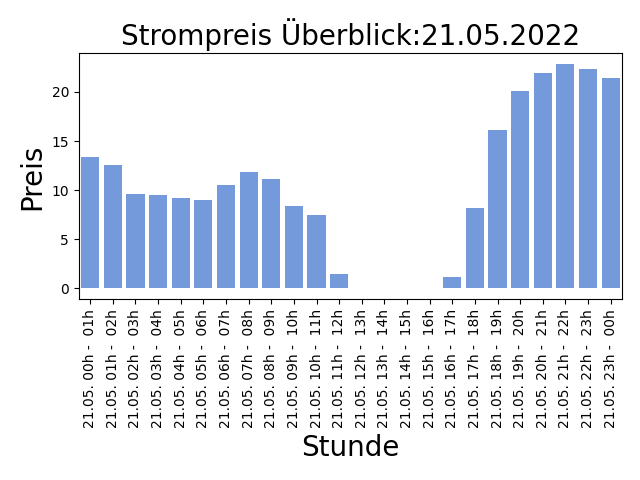 Strompreis Überblick:21.05.2022
Preis
20
15
10
5
0
21.05. 00h - 01h
21.05. 01h - 02h
21.05. 02h - 03h
21.05. 03h - 04h
21.05. 04h - 05h
21.05. 05h - 06h
21.05. 06h - 07h
21.05. 07h - 08h
21.05. 08h - 09h
21.05. 09h - 10h
21.05. 10h - 11h
21.05. 11h - 12h
21.05. 12h - 13h
21.05. 13h - 14h
21.05. 14h - 15h
21.05. 15h - 16h
21.05. 16h - 17h
21.05. 17h - 18h
21.05. 18h - 19h
21.05. 19h - 20h
21.05. 20h - 21h
21.05. 21h - 22h
21.05. 22h - 23h
21.05. 23h - 00h
Stunde